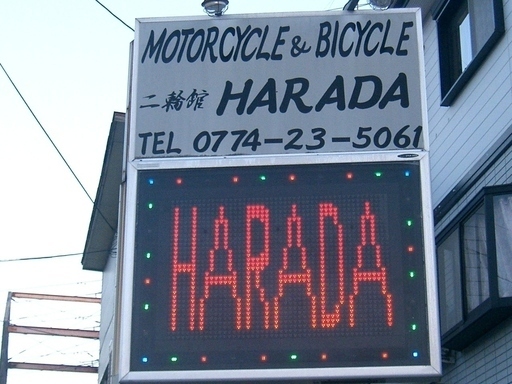 MOTORCYCLE & BICYCLE
二輪館 HARADA
TEL 0774-23-5061
HARADA